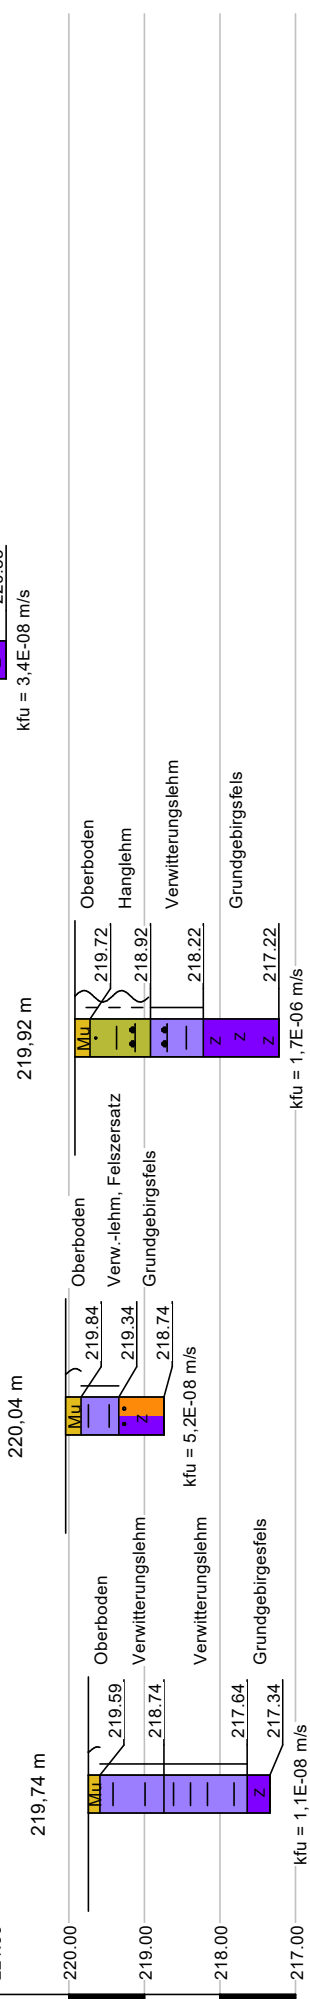 kfu = 3,4E-08 m/s
219,74 m
Mu
219.59
218.74
217.64
217.34
Oberboden
Verwitterungslehm
Verwitterungslehm
Grundgebirgesfels
z
kfu = 1,1E-08 m/s
220,04 m
Mu
219.84
219.34
218.74
Oberboden
Verw.-lehm, Felszersatz
Grundgebirgsfels
z
kfu = 5,2E-08 m/s
219,92 m
Mu
219.72
218.92
218.22
217.22
Oberboden
Hanglehm
Verwitterungslehm
Grundgebirgsfels
z
z
z
kfu = 1,7E-06 m/s
220.00
219.00
218.00
217.00